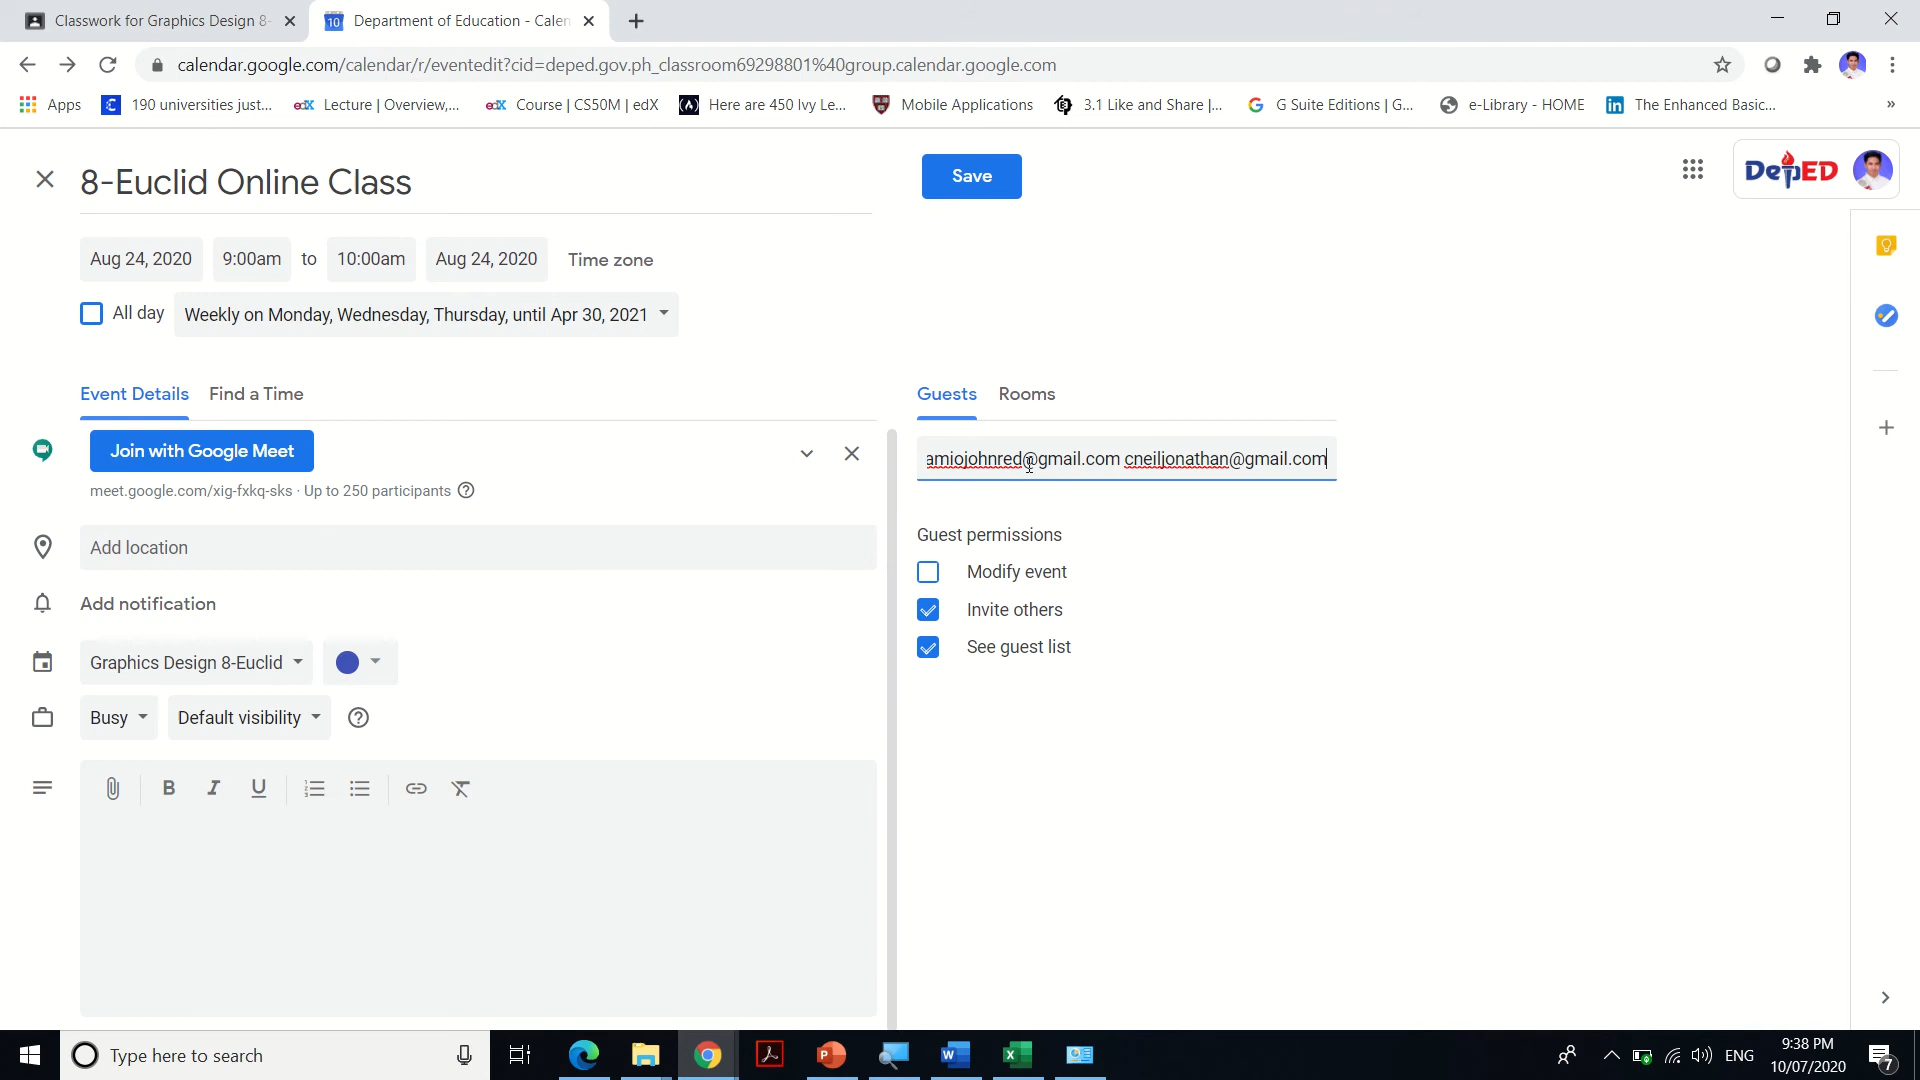 Classwork for Graphics Design 8-
Department of Education - Calen
calendar.google.com/calendar/r/eventedit?cid=deped.gov.ph_classroom69298801%40group.calendar.google.com
Apps
190 universities just...
edX Lecture | Overview,...
edX Course | CS50M | edX
Here are 450 Ivy Le...
Mobile Applications
3.1 Like and Share |...
G Suite Editions | G...
e-Library - HOME
The Enhanced Basic...
8-Euclid Online Class
Save
DepED
Aug 24, 2020 9:00am to 10:00am Aug 24, 2020 Time zone
All day Weekly on Monday, Wednesday, Thursday, until Apr 30, 2021
Event Details Find a Time
Guests Rooms
Join with Google Meet
amiojohnred@gmail.com cneiljonathan@gmail.com
meet.google.com/xig-fxkq-sks · Up to 250 participants
Guest permissions
Add location
Modify event
Add notification
Invite others
See guest list
Graphics Design 8-Euclid
Busy Default visibility
B I U
Type here to search
ENG
9:38 PM
10/07/2020
7